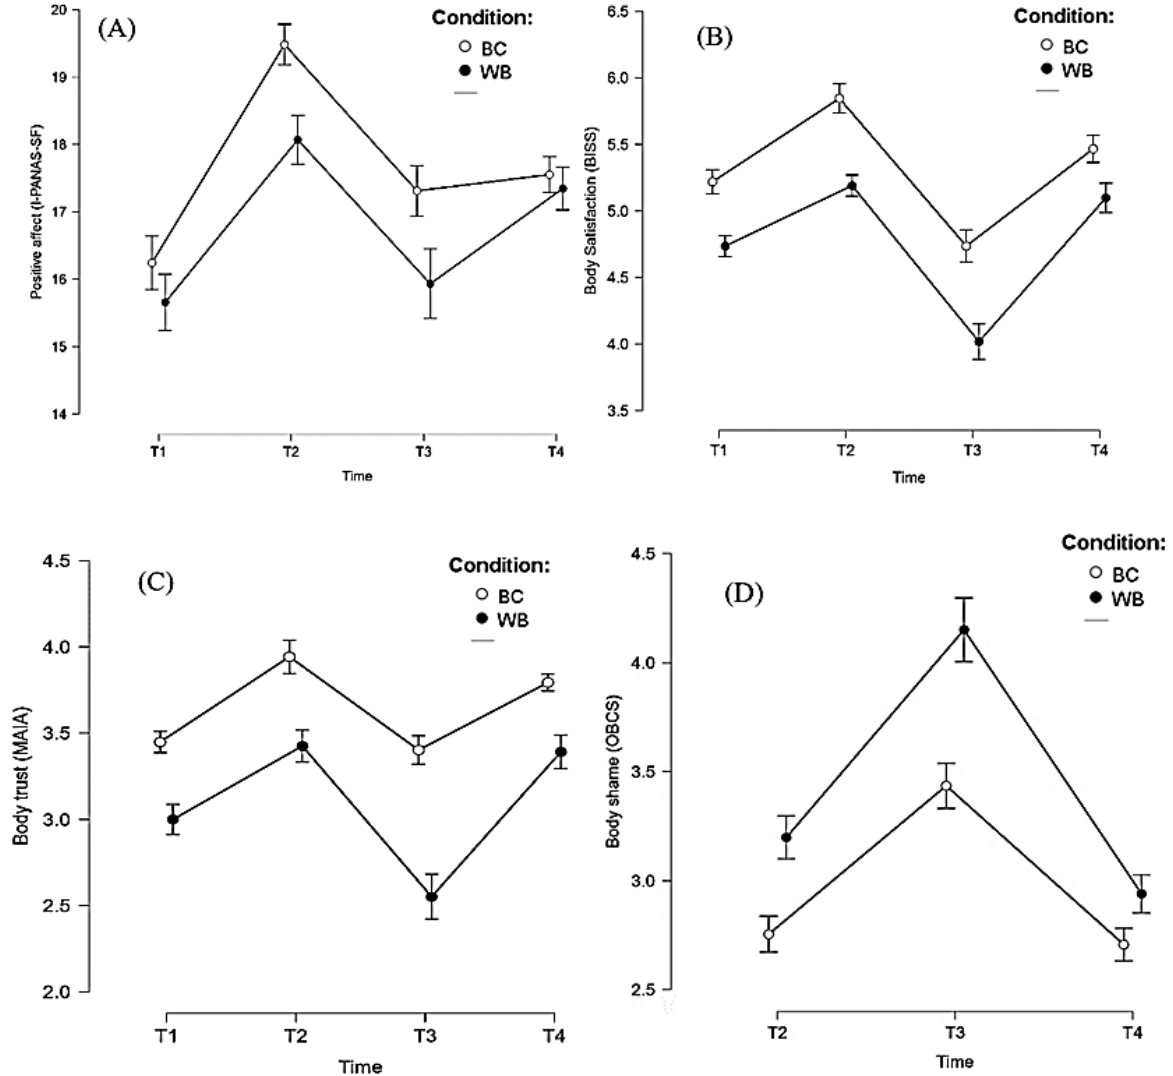 (A)
Condition:
BC
WB
20
19
18
17
16
15
14
Positive affect (I-PANAS-SF)
T1 T2 T3 T4
Time
(B)
Condition:
BC
WB
6.5
6.0
5.5
5.0
4.5
4.0
3.5
Body Satisfaction (BISS)
T1 T2 T3 T4
Time
(C)
Condition:
BC
WB
4.5
4.0
3.5
3.0
2.5
2.0
Body trust (MAIA)
T1 T2 T3 T4
Time
(D)
Condition:
BC
WB
4.5
4.0
3.5
3.0
2.5
Body shame (OBCS)
T2 T3 T4
Time